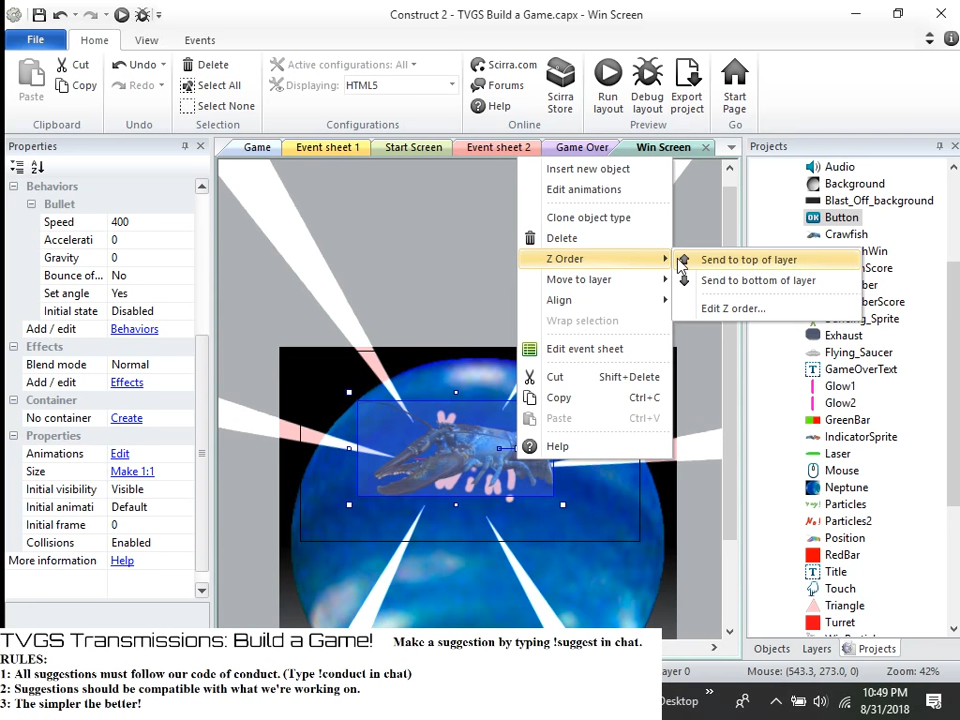 Construct 2 - TVGS Build a Game.capx - Win Screen
File
Home
View
Events
Paste
Cut
Copy
Clipboard
Undo
Redo
Undo
Delete
Select All
Select None
Selection
Active configurations: All
Displaying:
HTML5
Configurations
Scirra.com
Forums
Help
Scirra Store
Online
Run layout
Debug layout
Export project
Preview
Start Page
Go
Properties
Game
Event sheet 1
Start Screen
Event sheet 2
Game Over
Win Screen
Projects
Behaviors
Bullet
Speed 400
Accelerati 0
Gravity 0
Bounce of... No
Set angle Yes
Initial state Disabled
Add / edit Behaviors
Effects
Blend mode Normal
Add / edit Effects
Container
No container Create
Properties
Animations Edit
Size Make 1:1
Initial visibility Visible
Initial animati Default
Initial frame 0
Collisions Enabled
More information Help
Insert new object
Edit animations
Clone object type
Delete
Z Order
Move to layer
Align
Wrap selection
Edit event sheet
Cut Shift+Delete
Copy Ctrl+C
Paste Ctrl+V
Help
Send to top of layer
Send to bottom of layer
Edit Z order...
Audio
Background
Blast_Off_background
Button
Crawfish
Exhaust
Flying_Saucer
GameOverText
Glow1
Glow2
GreenBar
IndicatorSprite
Laser
Mouse
Neptune
Particles
Particles2
Position
RedBar
Title
Touch
Triangle
Turret
Objects
Layers
Projects
Mouse: (543.3, 273.0, 0)
Zoom: 42%
TVGS Transmissions: Build a Game!
Make a suggestion by typing !suggest in chat.
RULES:
1: All suggestions must follow our code of conduct. (Type !conduct in chat)
2: Suggestions should be compatible with what we're working on.
3: The simpler the better!
Desktop
10:49 PM
8/31/2018